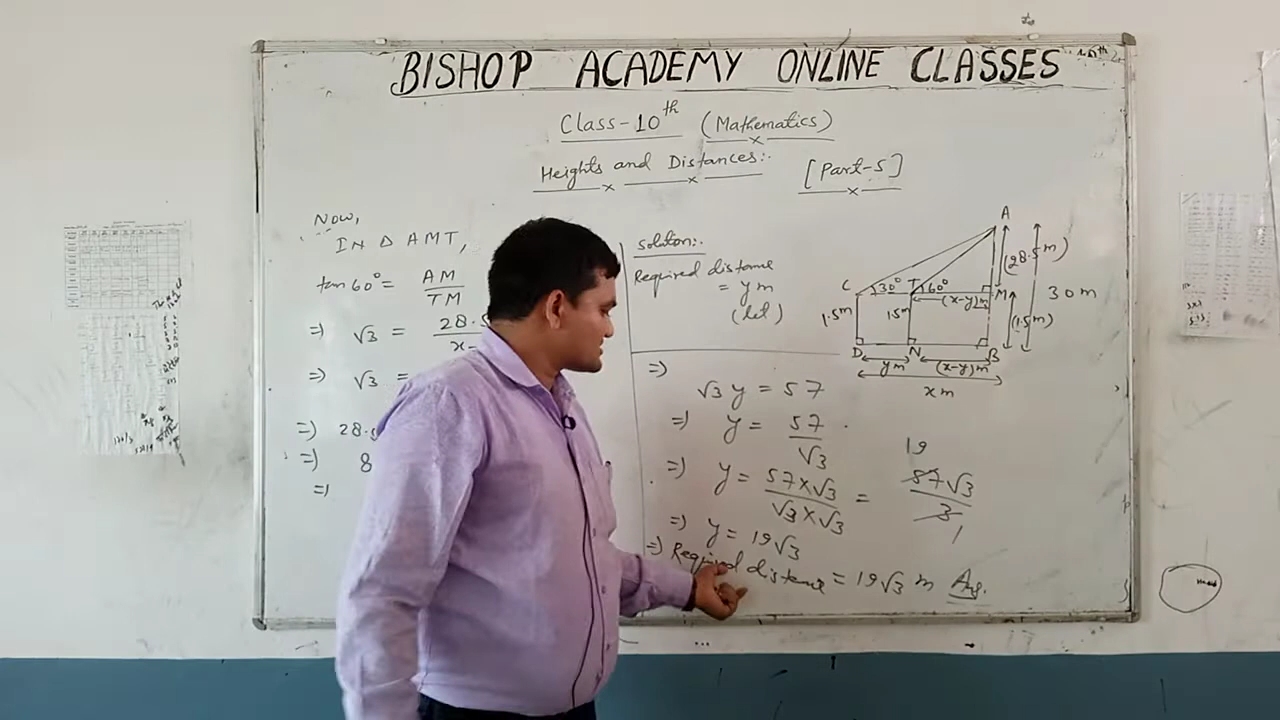 BISHOP ACADEMY ONLINE CLASSES
Class-10th (Mathematics)
Heights and Distances:-
[Part-5]
Now,
IN Δ AMT,
tan 60° = AM/TM
=) √3 = 28.
=) √3 =
=) 28.5
=) 8
=)
solution:-
Required distance
= y m
(let)
=)
√3 y = 57
=) y = 57/√3
=) y = 57×√3/√3×√3 = 57√3/3
19
1
=) y = 19√3
=) Required distance = 19√3 m Ans.
A
(28.5 m)
C 30° T 60° M
30 m
(x-y)m
1.5m 1.5m (1.5m)
D N B
y m (x-y)m
x m